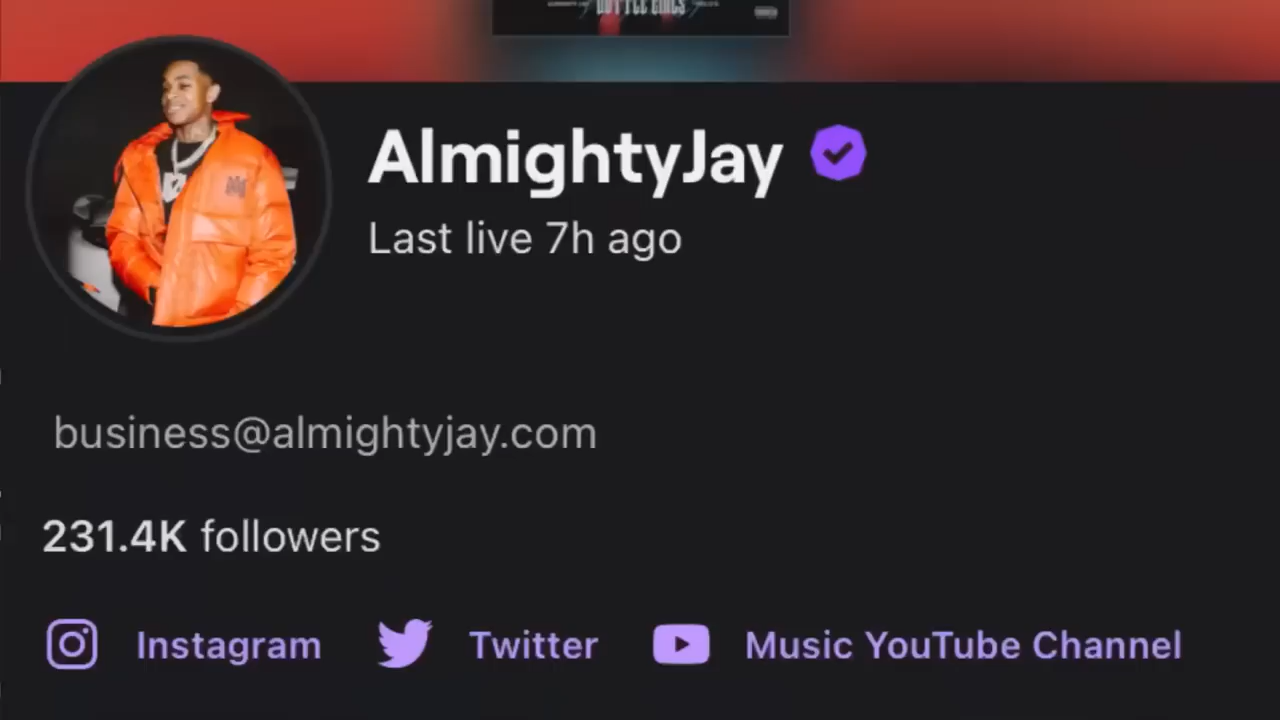 AlmightyJay
Last live 7h ago
business@almightyjay.com
231.4K followers
Instagram Twitter Music YouTube Channel